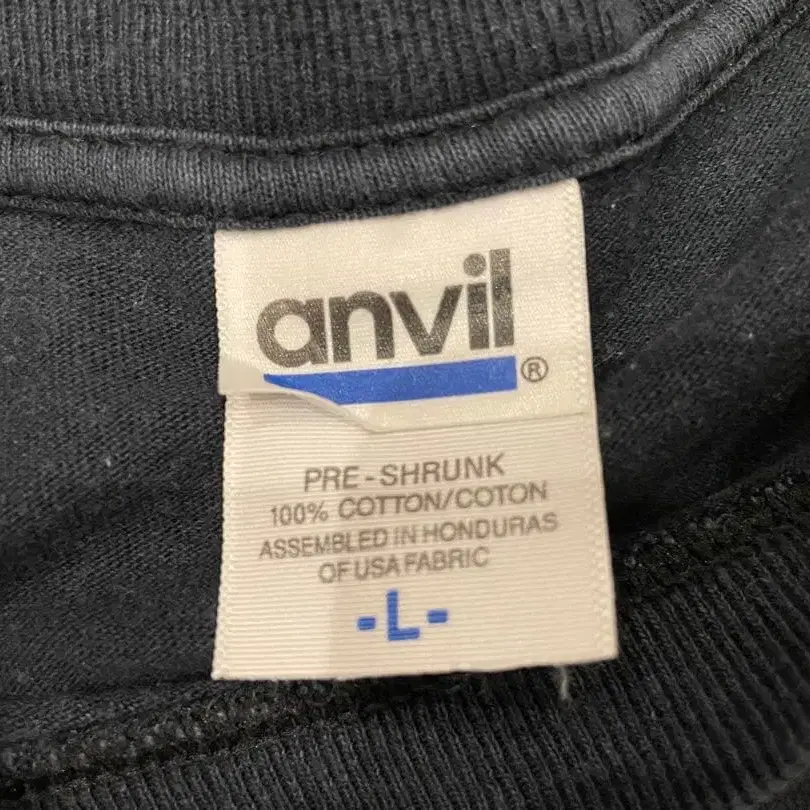 anvil®
PRE-SHRUNK
100% COTTON/COTON
ASSEMBLED IN HONDURAS
OF USA FABRIC
-L-